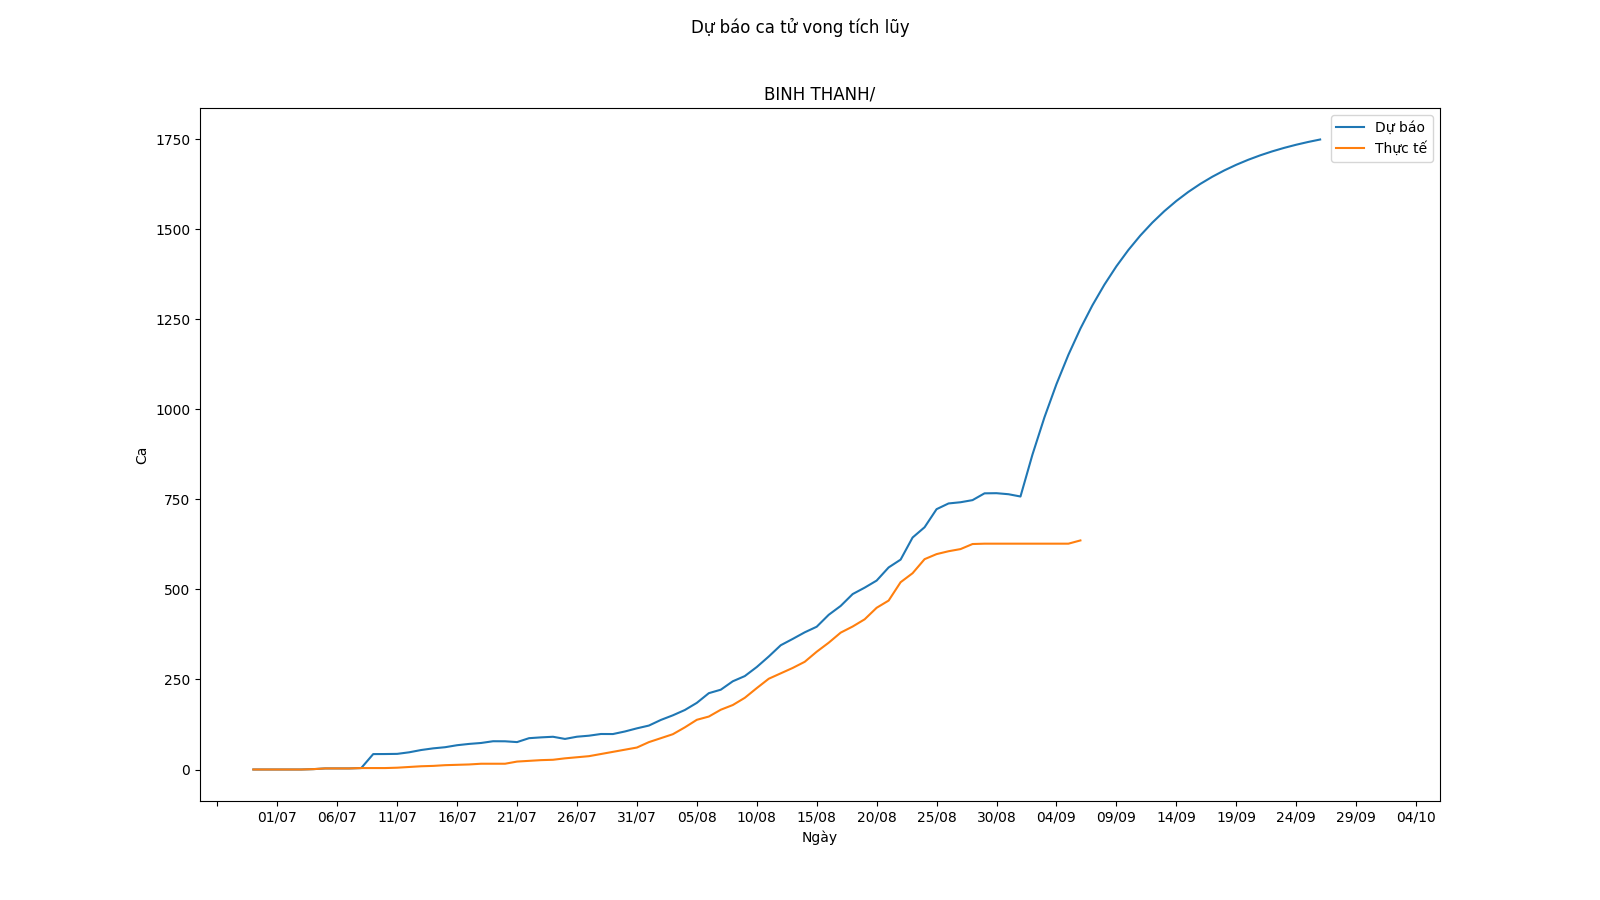 Dự báo ca tử vong tích lũy
BINH THANH/
Dự báo
Thực tế
1750
1500
1250
1000
750
500
250
0
Ca
01/07 06/07 11/07 16/07 21/07 26/07 31/07 05/08 10/08 15/08 20/08 25/08 30/08 04/09 09/09 14/09 19/09 24/09 29/09 04/10
Ngày